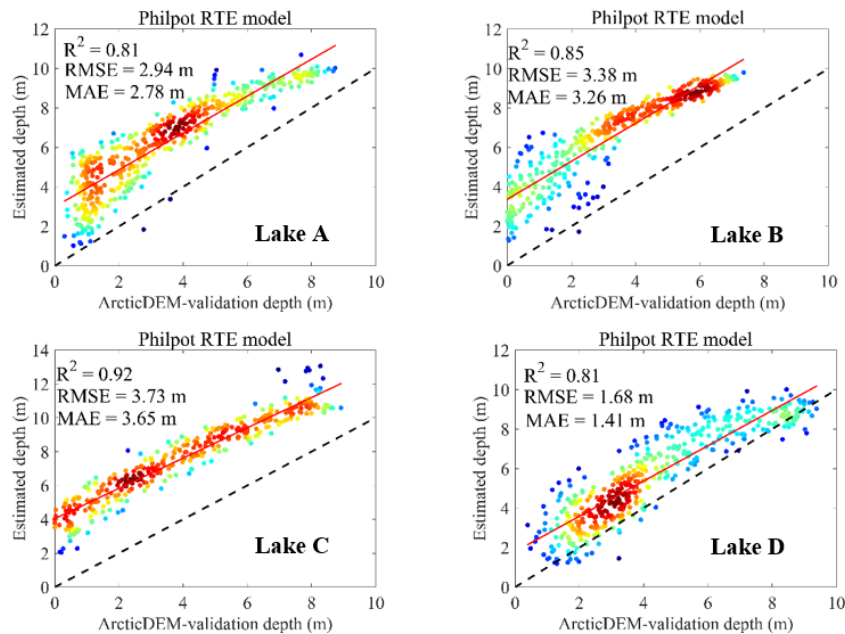 Philpot RTE model
R² = 0.81
RMSE = 2.94 m
MAE = 2.78 m
Lake A
Estimated depth (m)
12
10
8
6
4
2
0
0 2 4 6 8 10
ArcticDEM-validation depth (m)
Philpot RTE model
R² = 0.85
RMSE = 3.38 m
MAE = 3.26 m
Lake B
Estimated depth (m)
12
10
8
6
4
2
0
0 2 4 6 8 10
ArcticDEM-validation depth (m)
Philpot RTE model
R² = 0.92
RMSE = 3.73 m
MAE = 3.65 m
Lake C
Estimated depth (m)
14
12
10
8
6
4
2
0
0 2 4 6 8 10
ArcticDEM-validation depth (m)
Philpot RTE model
R² = 0.81
RMSE = 1.68 m
MAE = 1.41 m
Lake D
Estimated depth (m)
12
10
8
6
4
2
0
0 2 4 6 8 10
ArcticDEM-validation depth (m)